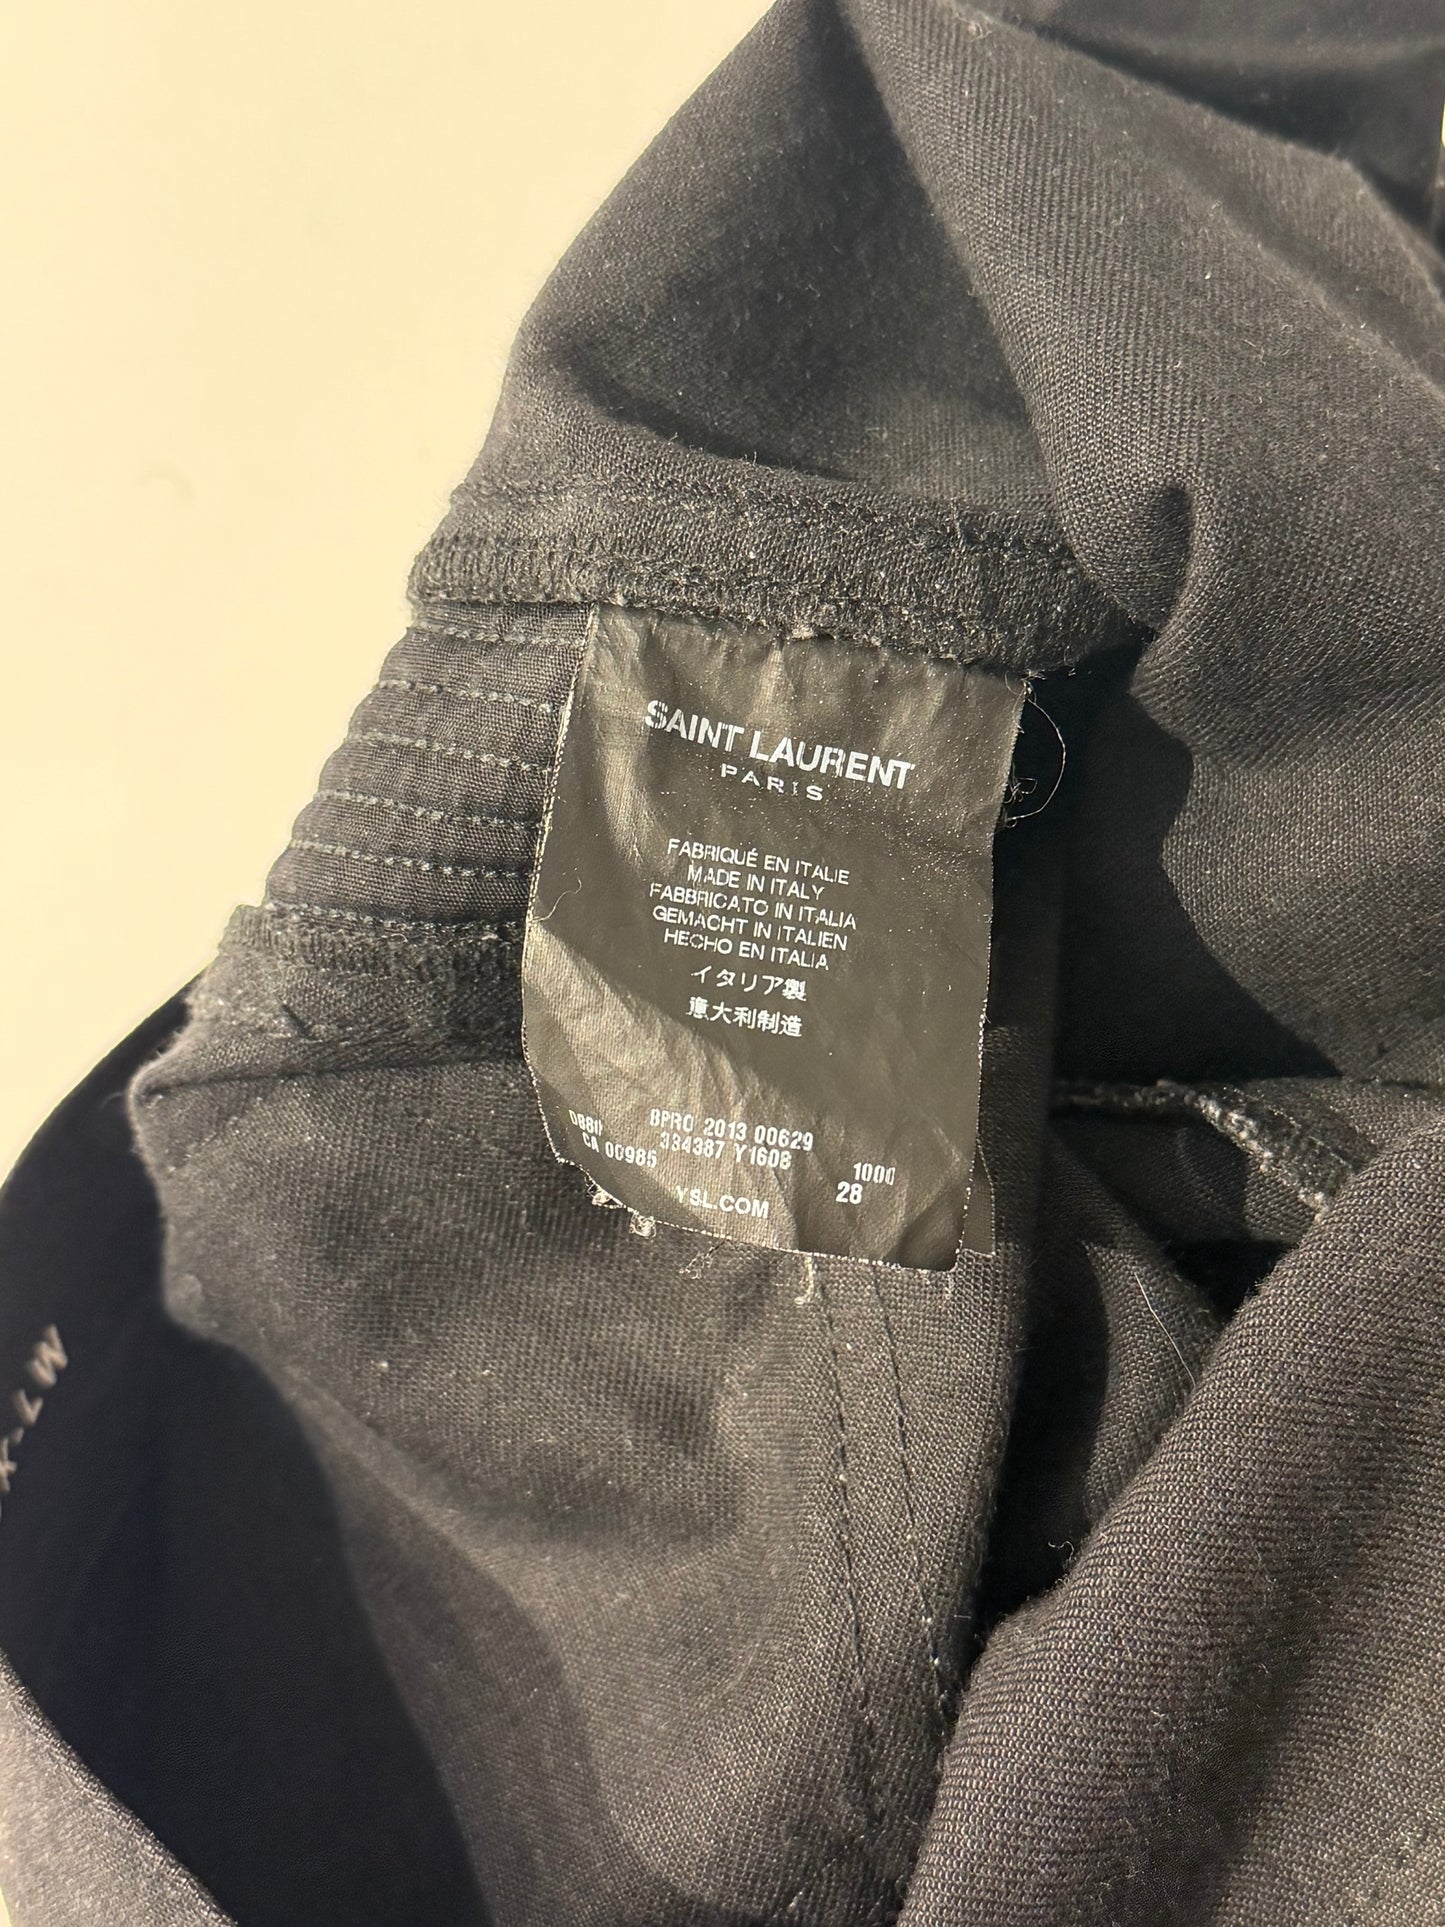 SAINT LAURENT
PARIS
FABRIQUÉ EN ITALIE
MADE IN ITALY
FABBRICATO IN ITALIA
GEMACHT IN ITALIEN
HECHO EN ITALIA
イタリア製
意大利制造
BPRO 2013 00629
334387 Y1608 1000
CA 00985 28
YSL.COM